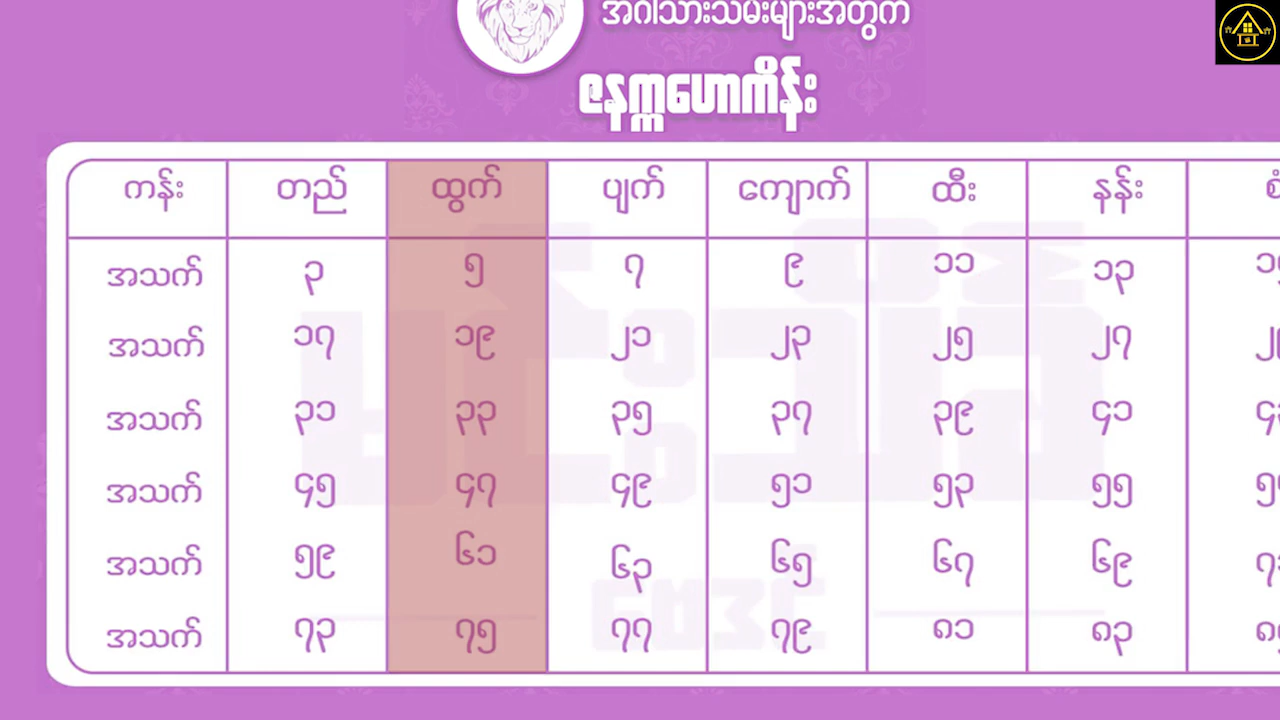 အင်္ဂါသားသမီးများအတွက်
ဇနက္ကဟောကိန်း
ကန်း တည် ထွက် ပျက် ကျောက် ထီး နန်း
အသက် ၃ ၅ ၇ ၉ ၁၁ ၁၃
အသက် ၁၇ ၁၉ ၂၁ ၂၃ ၂၅ ၂၇
အသက် ၃၁ ၃၃ ၃၅ ၃၇ ၃၉ ၄၁
အသက် ၄၅ ၄၇ ၄၉ ၅၁ ၅၃ ၅၅
အသက် ၅၉ ၆၁ ၆၃ ၆၅ ၆၇ ၆၉
အသက် ၇၃ ၇၅ ၇၇ ၇၉ ၈၁ ၈၃